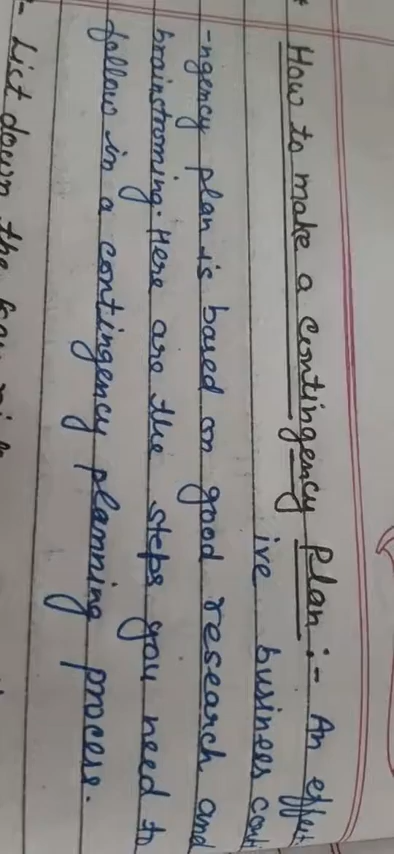 * How to make a contingency Plan :- An effect
ive business conti
-ngency plan is based on good research and
brainstroming. Here are the steps you need to
follow in a contingency planning process.
- List down the